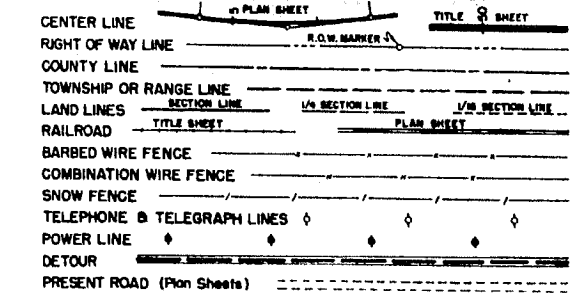 5 PLAN SHEET
CENTER LINE TITLE 50 SHEET
RIGHT OF WAY LINE R.O.W. MARKER
COUNTY LINE
TOWNSHIP OR RANGE LINE
LAND LINES SECTION LINE 1/4 SECTION LINE 1/16 SECTION LINE
RAILROAD TITLE SHEET PLAN SHEET
BARBED WIRE FENCE
COMBINATION WIRE FENCE
SNOW FENCE
TELEPHONE & TELEGRAPH LINES
POWER LINE
DETOUR
PRESENT ROAD (Plan Sheets)